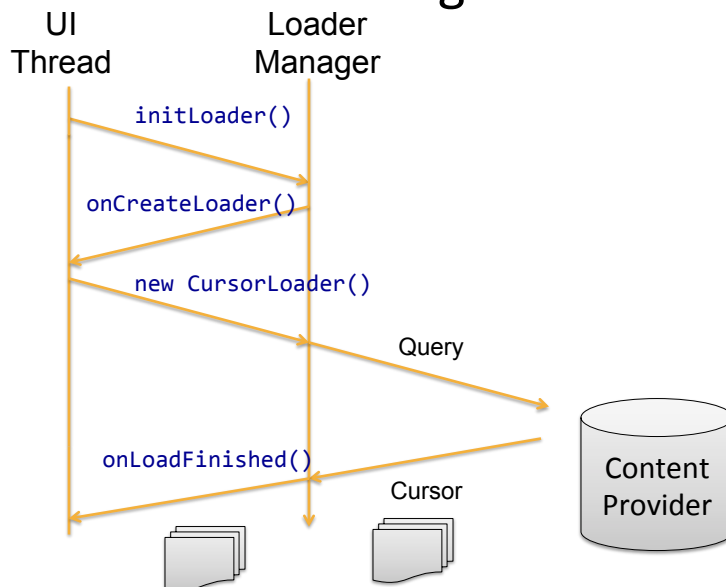 UI
Thread
Loader
Manager
initLoader()
onCreateLoader()
new CursorLoader()
Query
onLoadFinished()
Cursor
Content
Provider